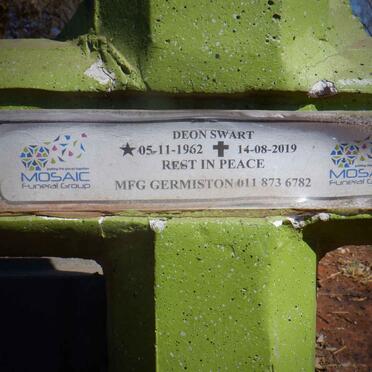 DEON SWART
★ 05-11-1962 ✝ 14-08-2019
REST IN PEACE
MFG GERMISTON 011 873 6782
MOSAIC
Funeral Group
MOSAIC
Funeral Group